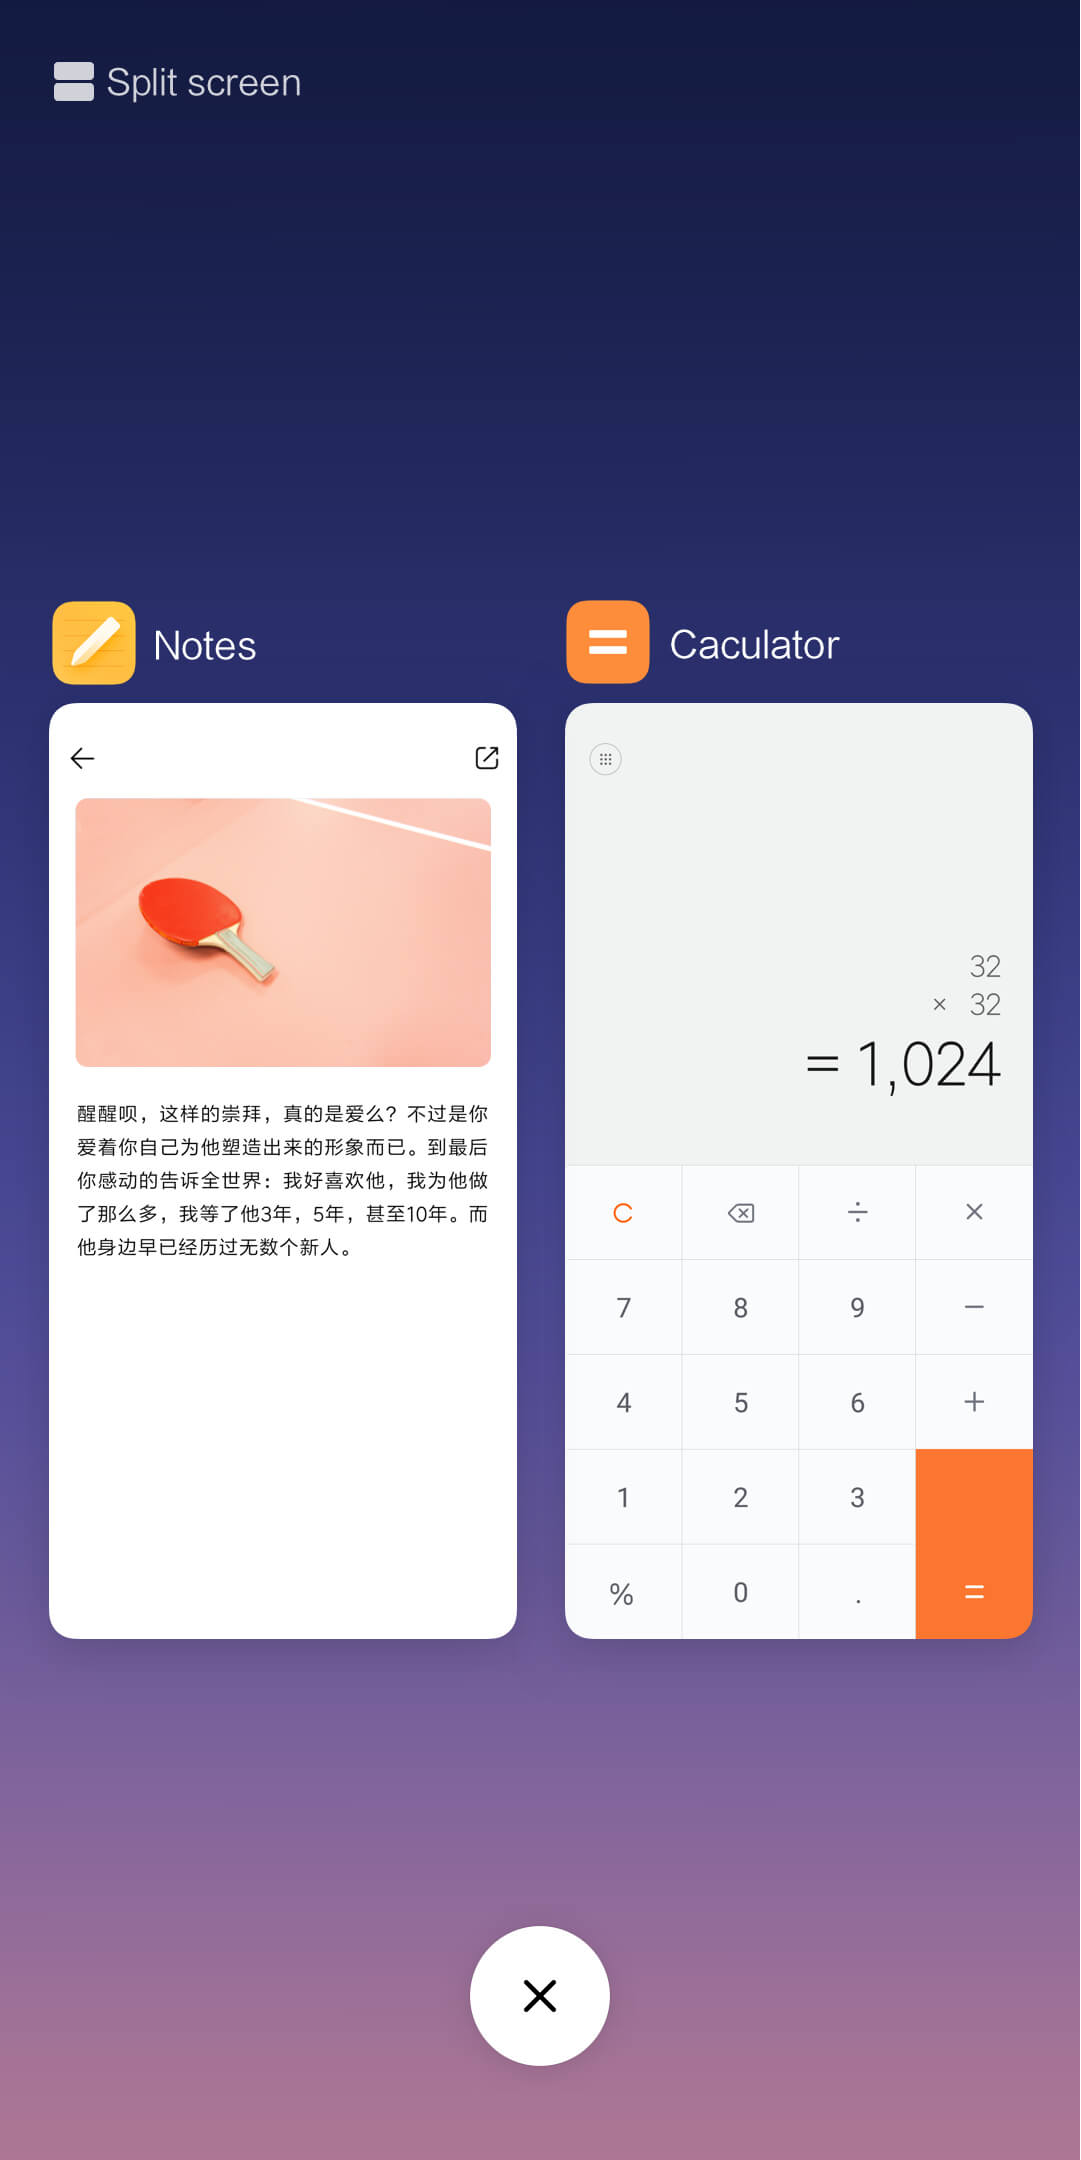 Split screen
Notes
Caculator
醒醒呗，这样的崇拜，真的是爱么？不过是你
爱着你自己为他塑造出来的形象而已。到最后
你感动的告诉全世界：我好喜欢他，我为他做
了那么多，我等了他3年，5年，甚至10年。而
他身边早已经历过无数个新人。
32
× 32
= 1,024
C ÷ ×
7 8 9 −
4 5 6 +
1 2 3
% 0 . =